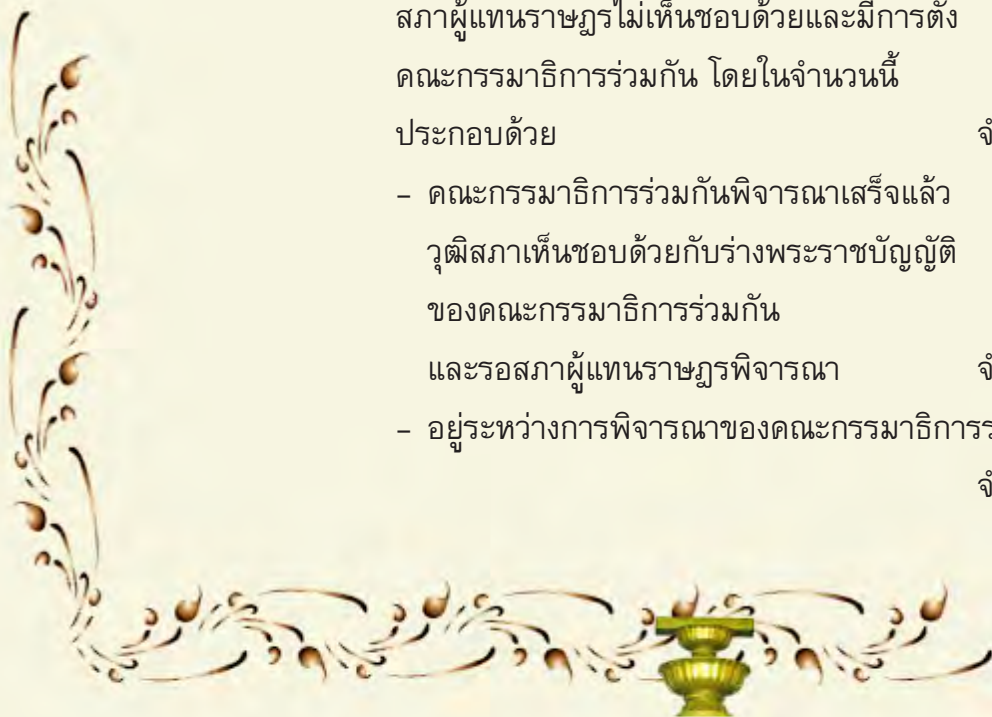 สภาผู้แทนราษฎรไม่เห็นชอบด้วยและมีการตั้ง
คณะกรรมาธิการร่วมกัน โดยในจำนวนนี้
ประกอบด้วย
– คณะกรรมาธิการร่วมกันพิจารณาเสร็จแล้ว
วุฒิสภาเห็นชอบด้วยกับร่างพระราชบัญญัติ
ของคณะกรรมาธิการร่วมกัน
และรอสภาผู้แทนราษฎรพิจารณา
– อยู่ระหว่างการพิจารณาของคณะกรรมาธิการ